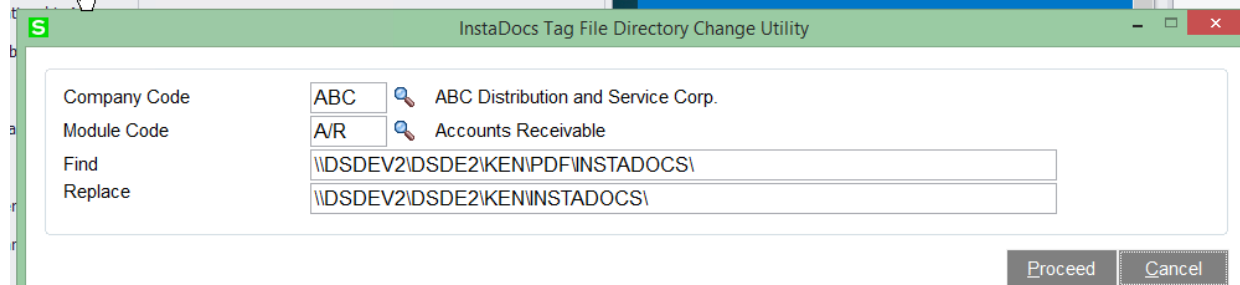 S InstaDocs Tag File Directory Change Utility
Company Code ABC ABC Distribution and Service Corp.
Module Code A/R Accounts Receivable
Find \\DSDEV2\DSDE2\KEN\PDF\INSTADOCS\
Replace \\DSDEV2\DSDE2\KEN\INSTADOCS\
Proceed Cancel